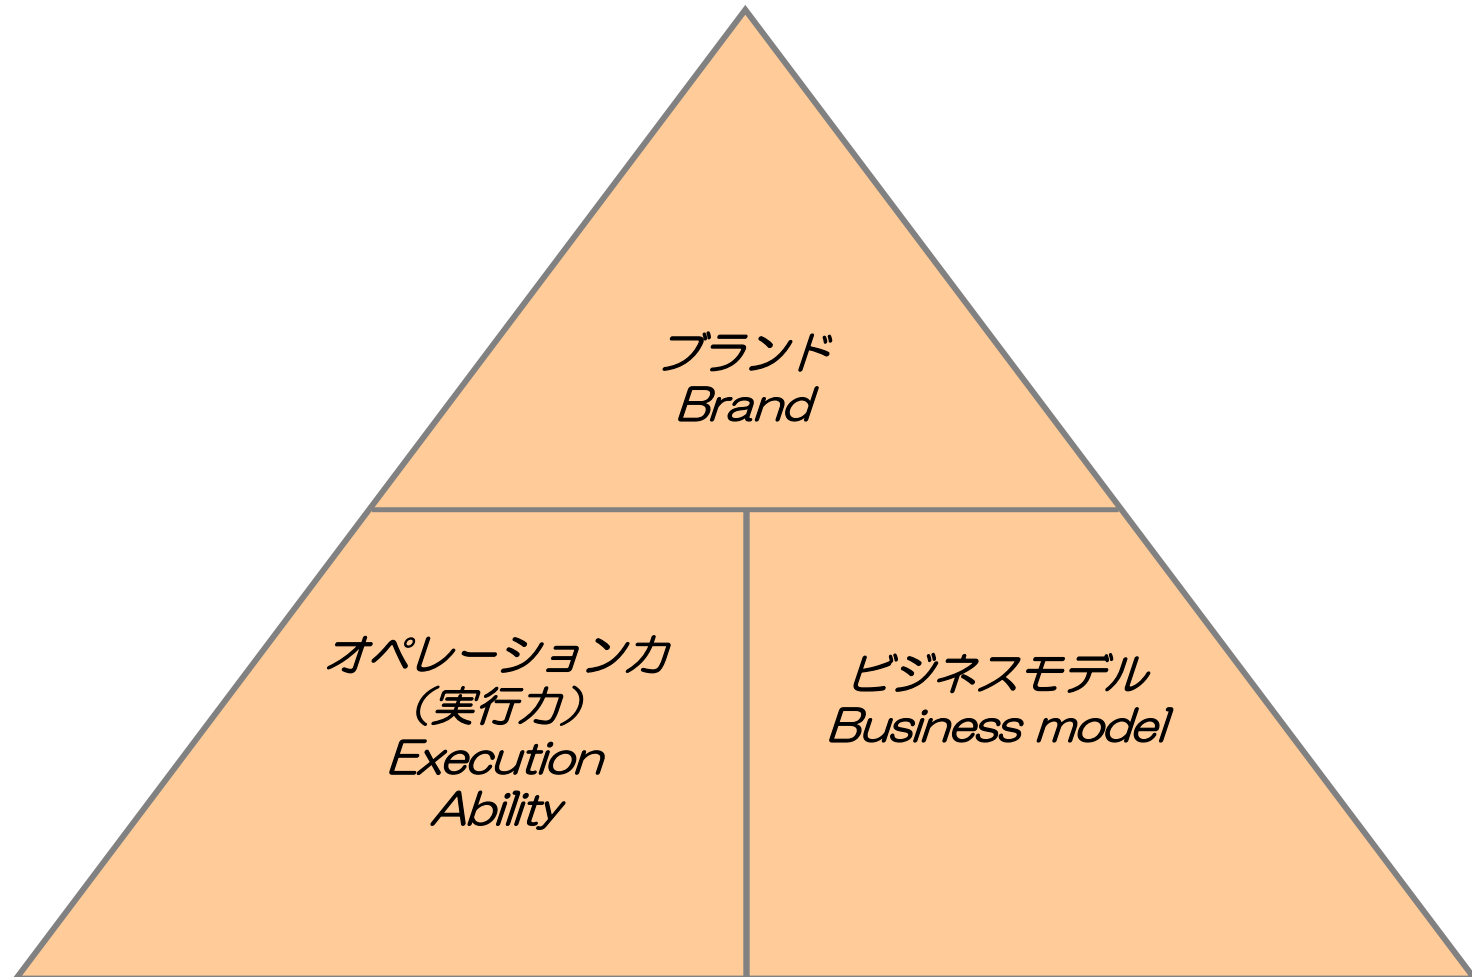 ブランド
Brand
オペレーション力
（実行力）
Execution
Ability
ビジネスモデル
Business model